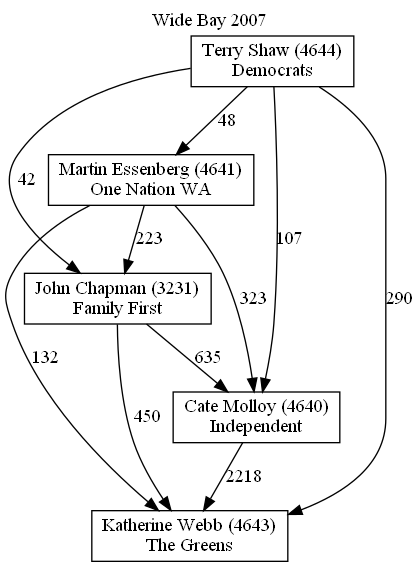 Wide Bay 2007
Terry Shaw (4644)
Democrats
48
Martin Essenberg (4641)
One Nation WA
42
223
107
John Chapman (3231)
Family First
323
290
132
635
Cate Molloy (4640)
Independent
450
2218
Katherine Webb (4643)
The Greens